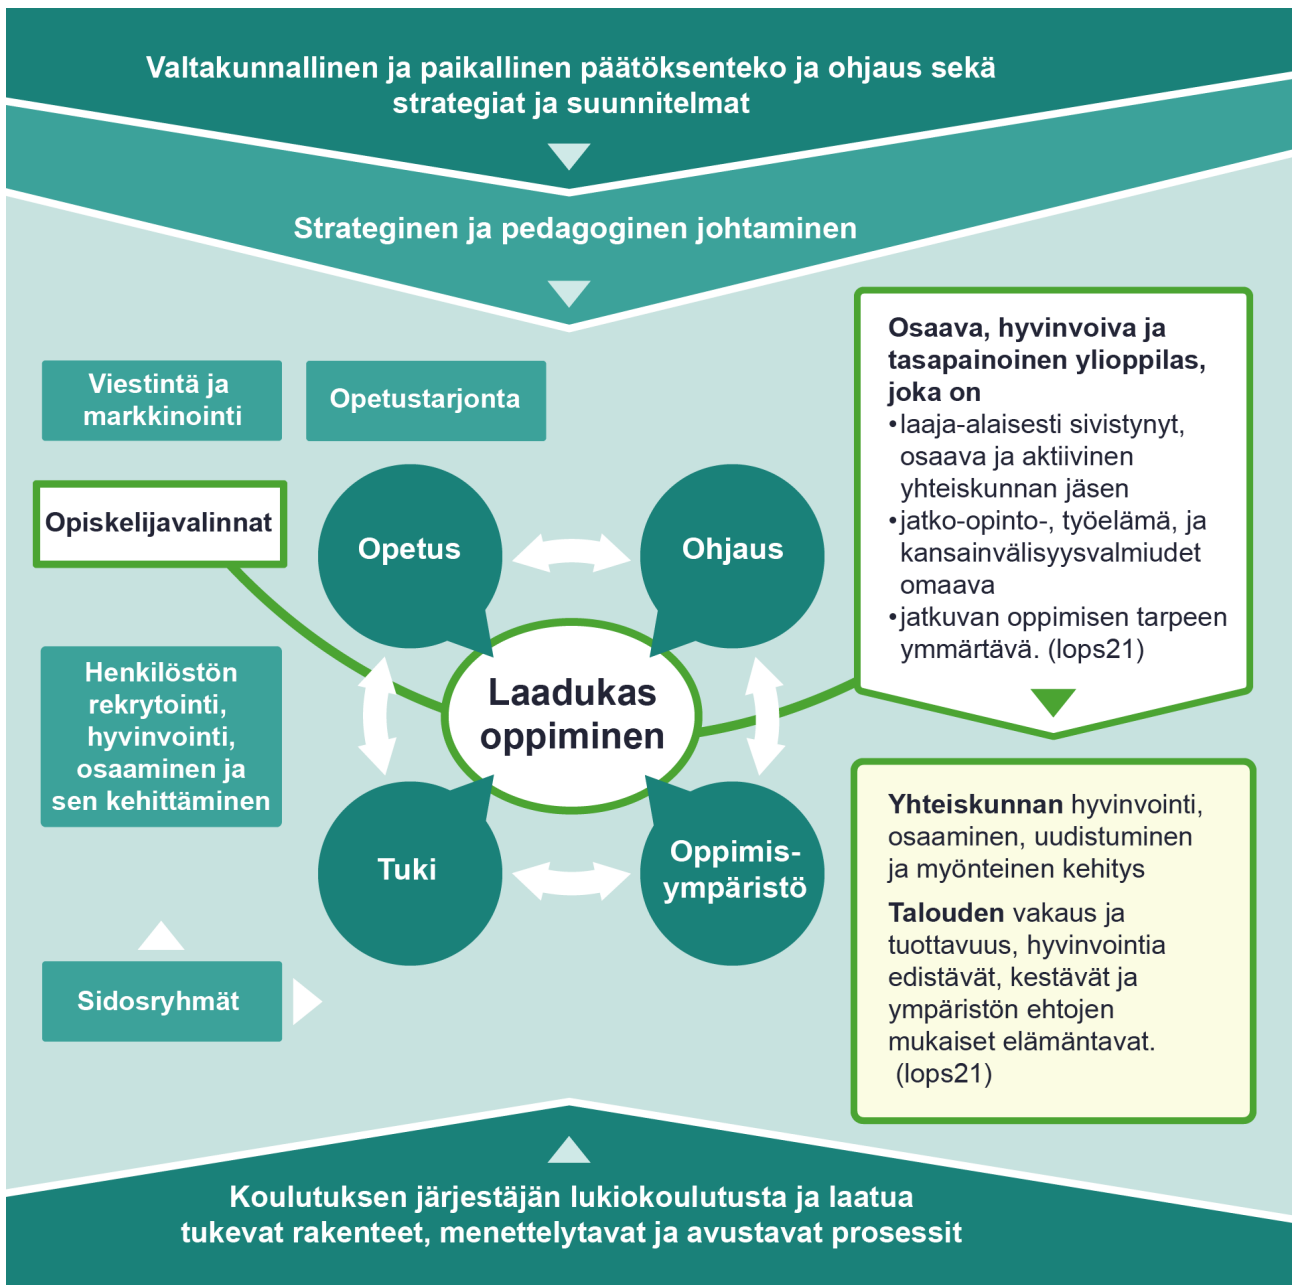 Valtakunnallinen ja paikallinen päätöksenteko ja ohjaus sekä
strategiat ja suunnitelmat
Strateginen ja pedagoginen johtaminen
Viestintä ja
markkinointi
Opetustarjonta
Opiskelijavalinnat
Opetus
Ohjaus
Laadukas
oppiminen
Henkilöstön
rekrytointi,
hyvinvointi,
osaaminen ja
sen kehittäminen
Tuki
Oppimis-
ympäristö
Sidosryhmät
Osaava, hyvinvoiva ja
tasapainoinen ylioppilas,
joka on
•laaja-alaisesti sivistynyt,
osaava ja aktiivinen
yhteiskunnan jäsen
•jatko-opinto-, työelämä, ja
kansainvälisyysvalmiudet
omaava
•jatkuvan oppimisen tarpeen
ymmärtävä. (lops21)
Yhteiskunnan hyvinvointi,
osaaminen, uudistuminen
ja myönteinen kehitys
Talouden vakaus ja
tuottavuus, hyvinvointia
edistävät, kestävät ja
ympäristön ehtojen
mukaiset elämäntavat.
(lops21)
Koulutuksen järjestäjän lukiokoulutusta ja laatua
tukevat rakenteet, menettelytavat ja avustavat prosessit